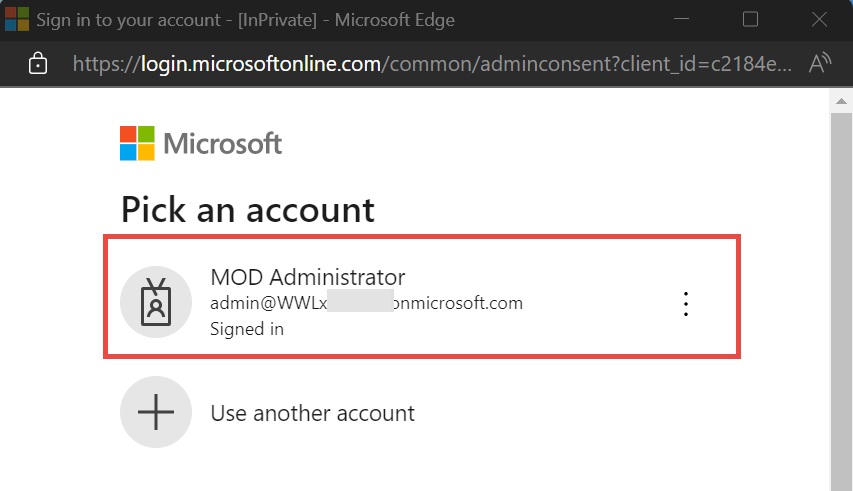 Sign in to your account - [InPrivate] - Microsoft Edge
https://login.microsoftonline.com/common/adminconsent?client_id=c2184e...
Microsoft
Pick an account
MOD Administrator
admin@WWLx onmicrosoft.com
Signed in
Use another account